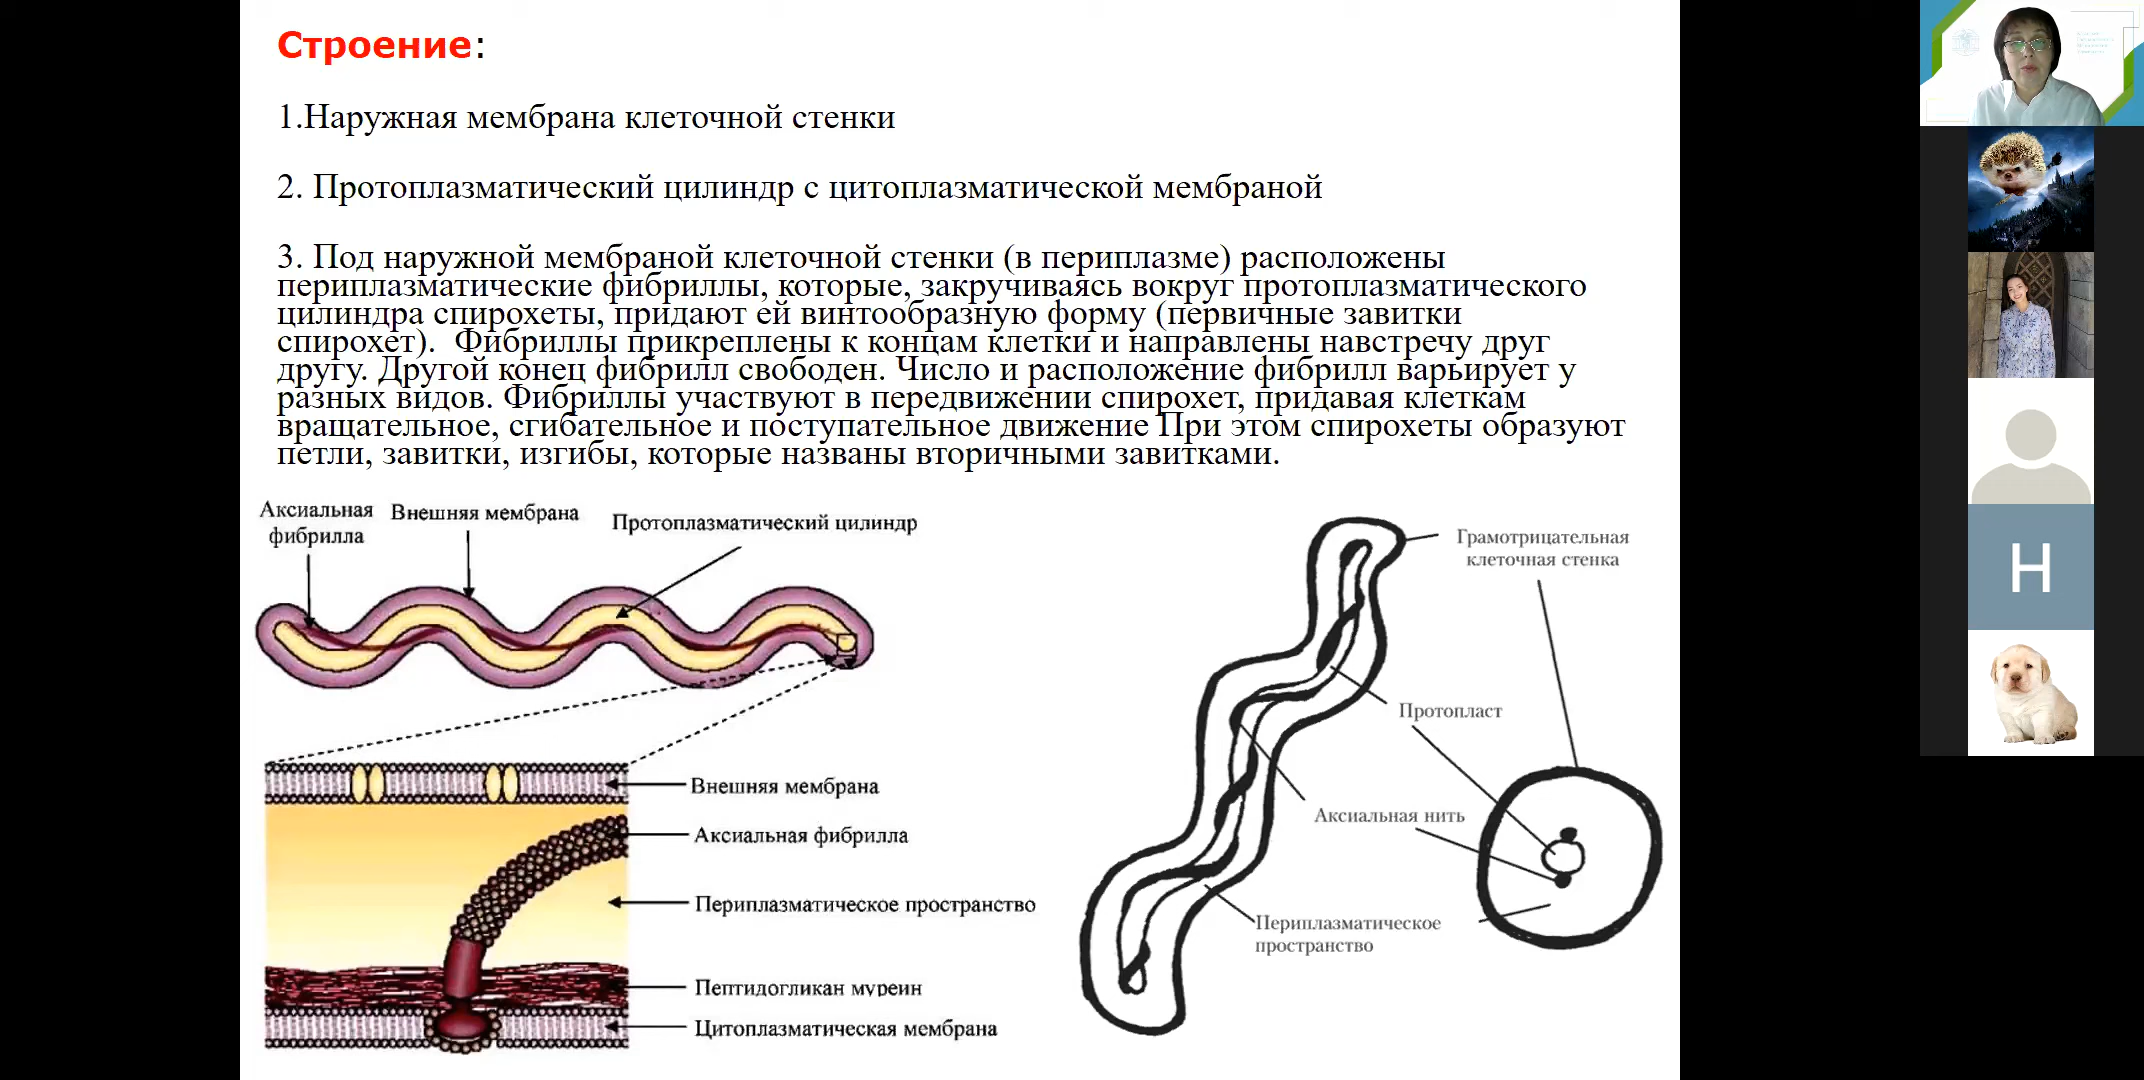 Строение:
1.Наружная мембрана клеточной стенки
2. Протоплазматический цилиндр с цитоплазматической мембраной
3. Под наружной мембраной клеточной стенки (в периплазме) расположены
периплазматические фибриллы, которые, закручиваясь вокруг протоплазматического
цилиндра спирохеты, придают ей винтообразную форму (первичные завитки
спирохет).  Фибриллы прикреплены к концам клетки и направлены навстречу друг
другу. Другой конец фибрилл свободен. Число и расположение фибрилл варьирует у
разных видов. Фибриллы участвуют в передвижении спирохет, придавая клеткам
вращательное, сгибательное и поступательное движение При этом спирохеты образуют
петли, завитки, изгибы, которые названы вторичными завитками.
Аксиальная
фибрилла
Внешняя мембрана
Протоплазматический цилиндр
Внешняя мембрана
Аксиальная фибрилла
Периплазматическое пространство
Пептидогликан муреин
Цитоплазматическая мембрана
Грамотрицательная
клеточная стенка
Протопласт
Аксиальная нить
Периплазматическое
пространство
Н